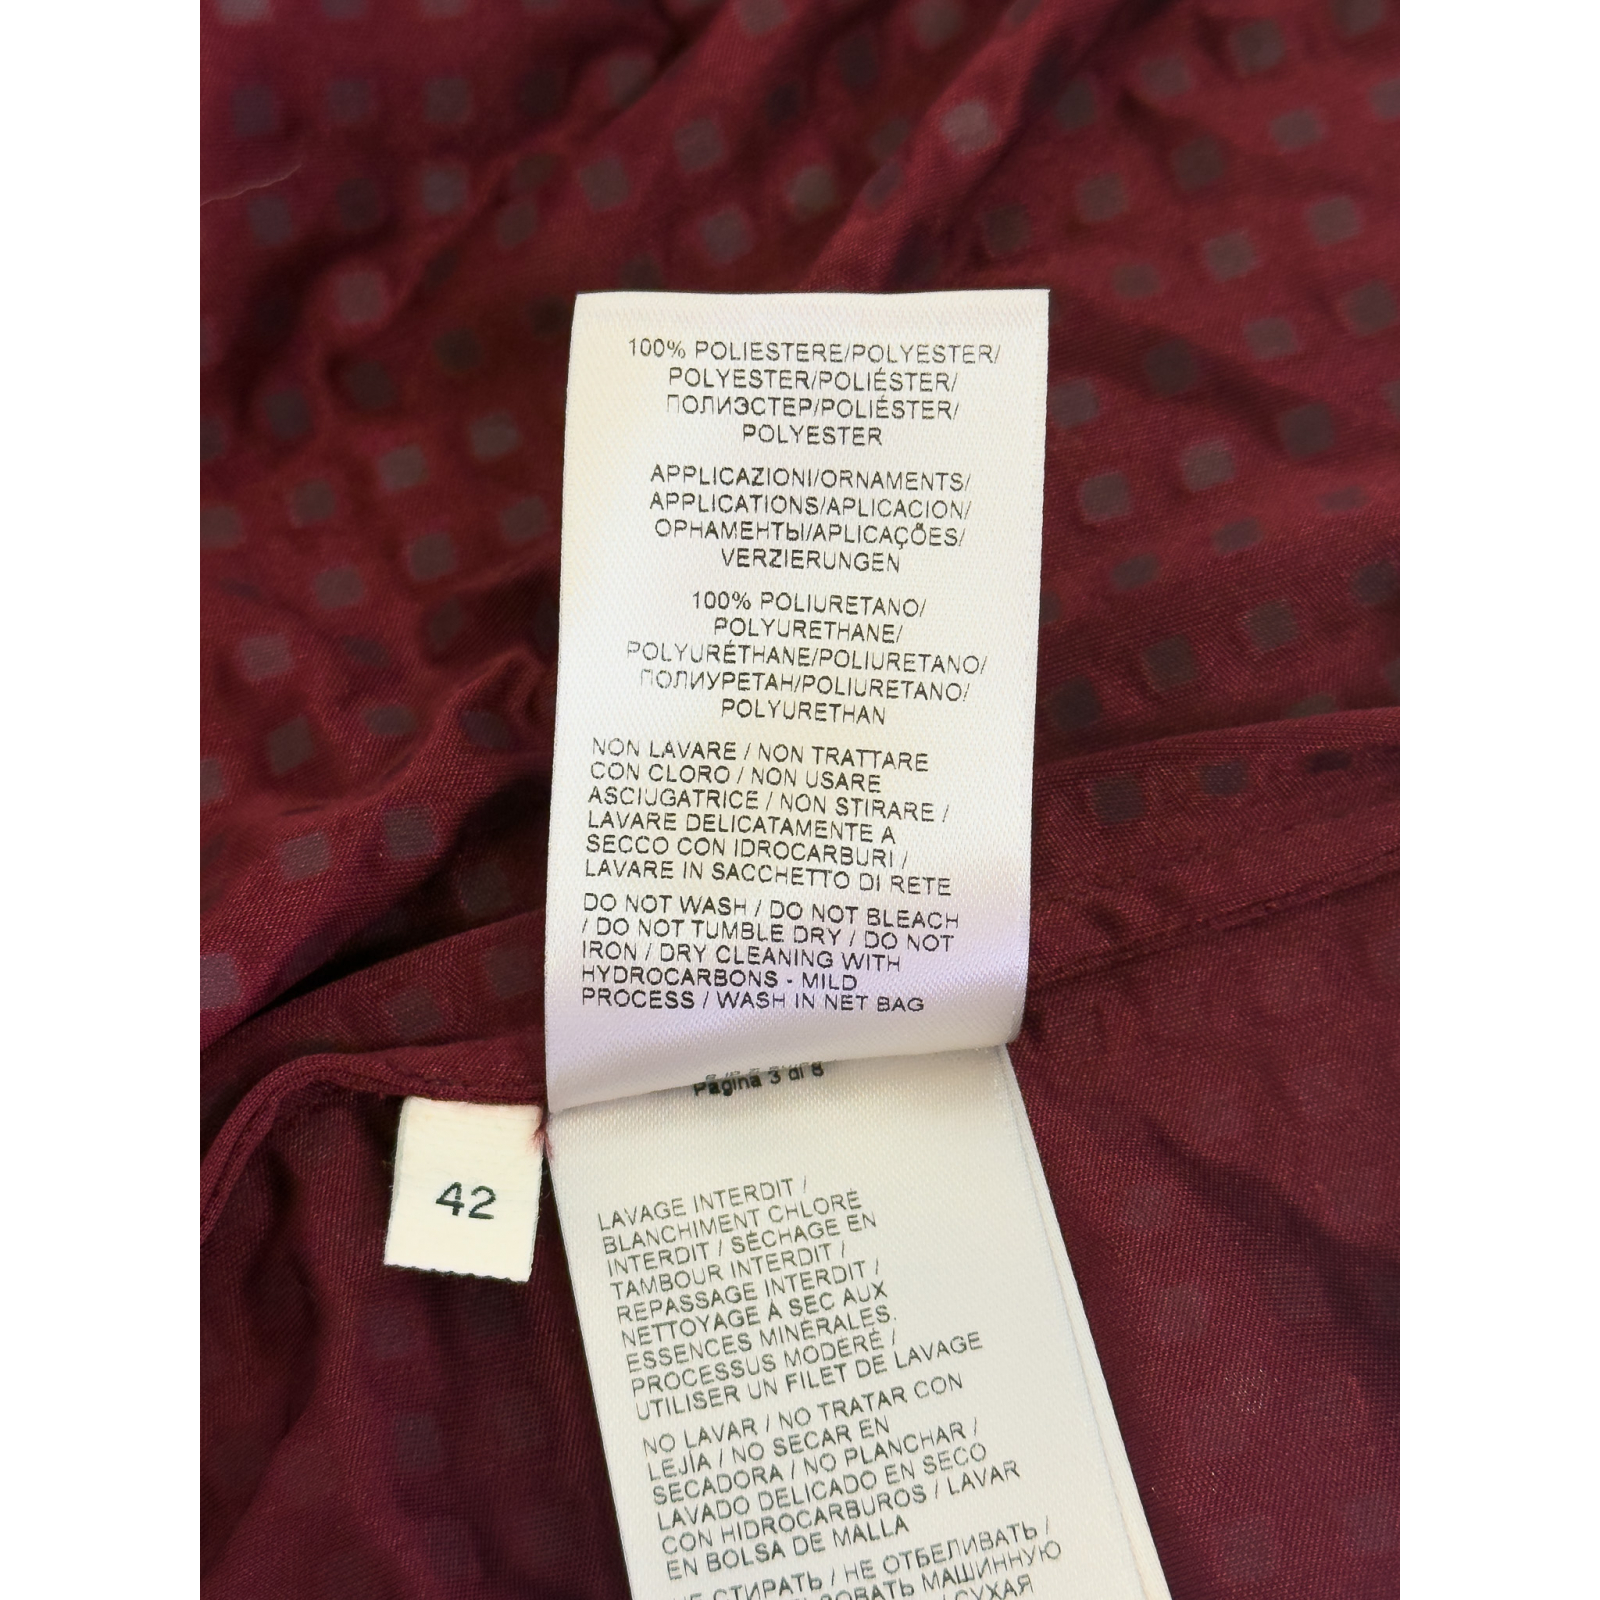 100% POLIESTERE/POLYESTER/
POLYESTER/POLIÉSTER/
ПОЛИЭСТЕР/POLIÉSTER/
POLYESTER
APPLICAZIONI/ORNAMENTS/
APPLICATIONS/APLICACION/
ОРНАМЕНТЫ/APLICAÇÕES/
VERZIERUNGEN
100% POLIURETANO/
POLYURETHANE/
POLYURÉTHANE/POLIURETANO/
ПОЛИУРЕТАН/POLIURETANO/
POLYURETHAN
NON LAVARE / NON TRATTARE
CON CLORO / NON USARE
ASCIUGATRICE / NON STIRARE /
LAVARE DELICATAMENTE A
SECCO CON IDROCARBURI /
LAVARE IN SACCHETTO DI RETE
DO NOT WASH / DO NOT BLEACH
/ DO NOT TUMBLE DRY / DO NOT
IRON / DRY CLEANING WITH
HYDROCARBONS - MILD
PROCESS / WASH IN NET BAG
Pagina 3 di 8
42
LAVAGE INTERDIT /
BLANCHIMENT CHLORÉ
INTERDIT / SÉCHAGE EN
TAMBOUR INTERDIT /
REPASSAGE INTERDIT /
NETTOYAGE À SEC AUX
ESSENCES MINÉRALES.
PROCESSUS MODÉRÉ /
UTILISER UN FILET DE LAVAGE
NO LAVAR / NO TRATAR CON
LEJÍA / NO SECAR EN
SECADORA / NO PLANCHAR /
LAVADO DELICADO EN SECO
CON HIDROCARBUROS / LAVAR
EN BOLSA DE MALLA
НЕ СТИРАТЬ / НЕ ОТБЕЛИВАТЬ /
МАШИННУЮ